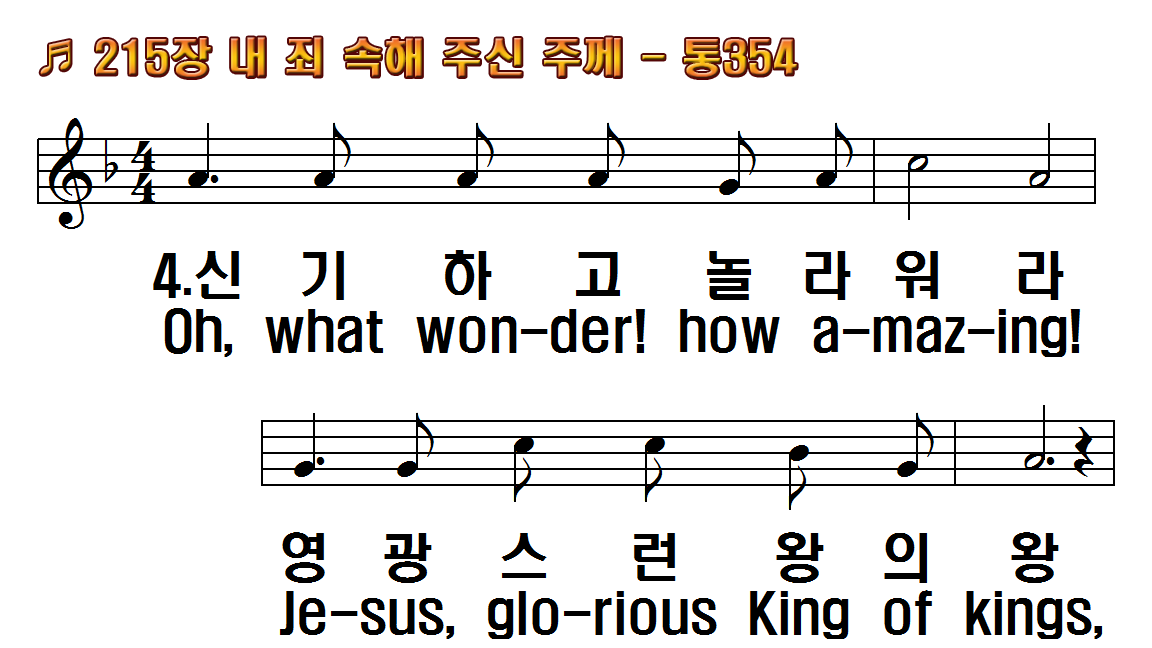 ♬ 215장 내 죄 속해 주신 주께 - 통354
4.신 기 하 고 놀 라 워 라
Oh, what won-der! how a-maz-ing!
영 광 스 런 왕 의 왕
Je-sus, glo-rious King of kings,